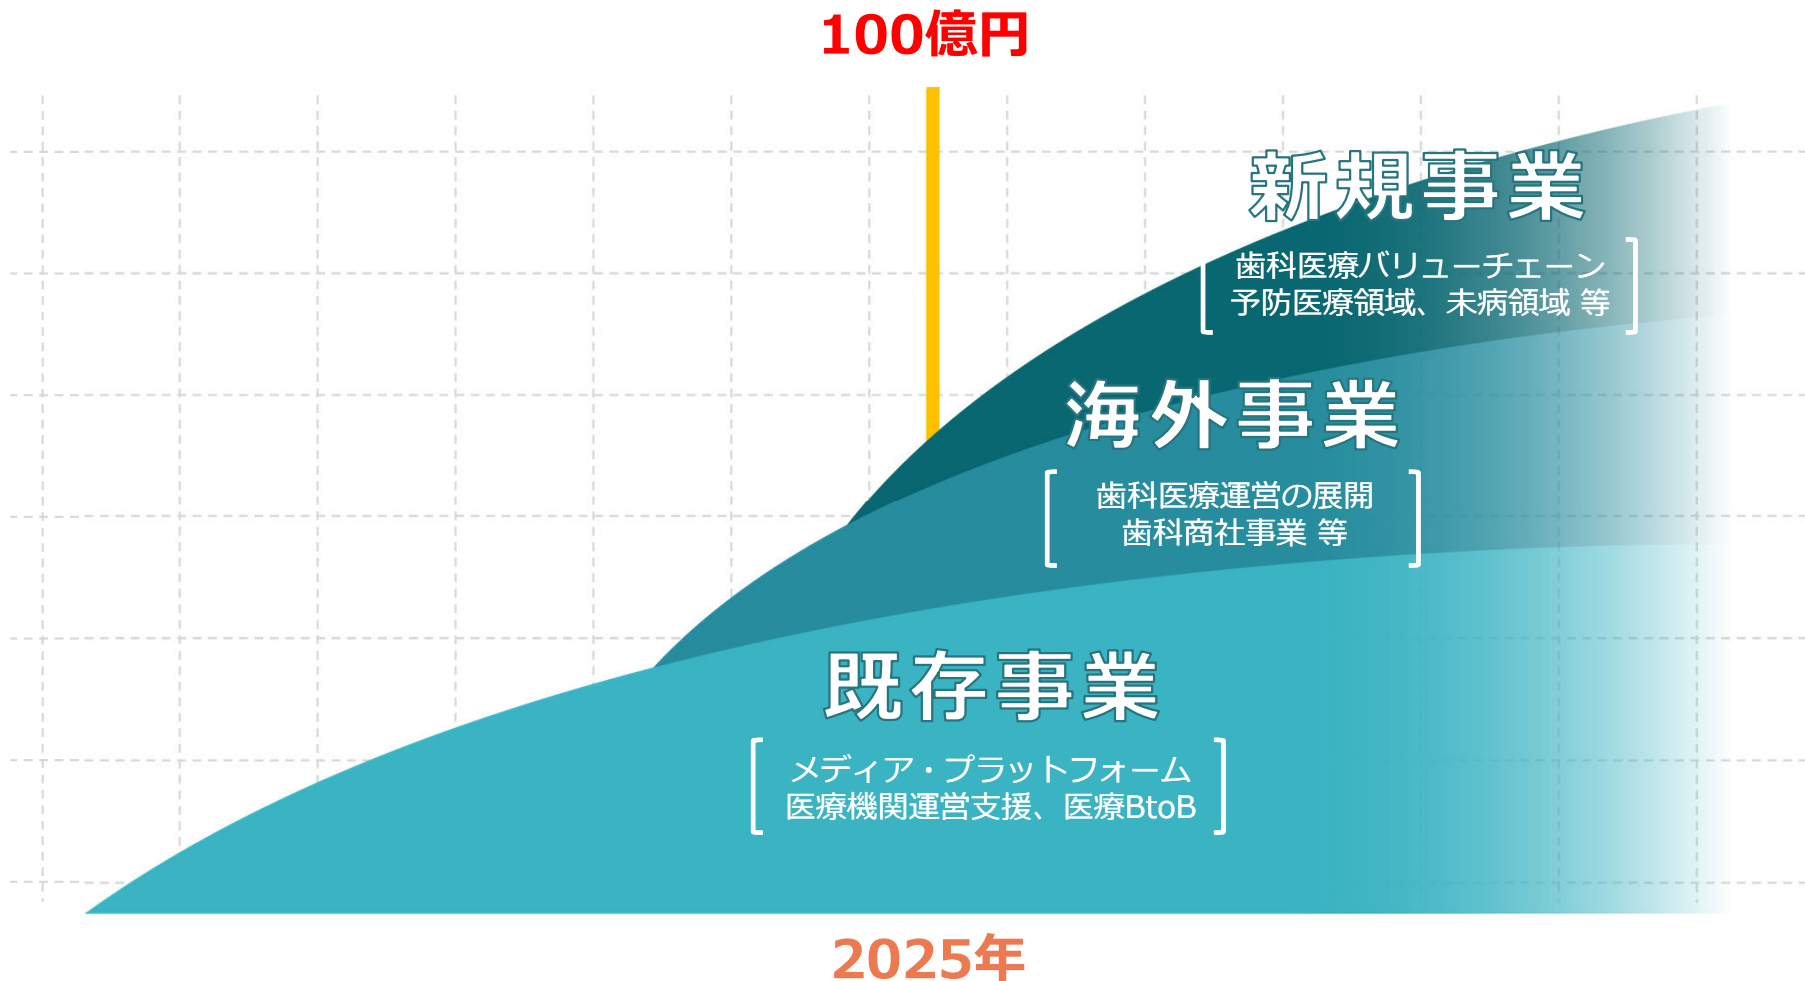 100億円
新規事業
歯科医療バリューチェーン
予防医療領域、未病領域 等
海外事業
歯科医療運営の展開
歯科商社事業 等
既存事業
メディア・プラットフォーム
医療機関運営支援、医療BtoB
2025年